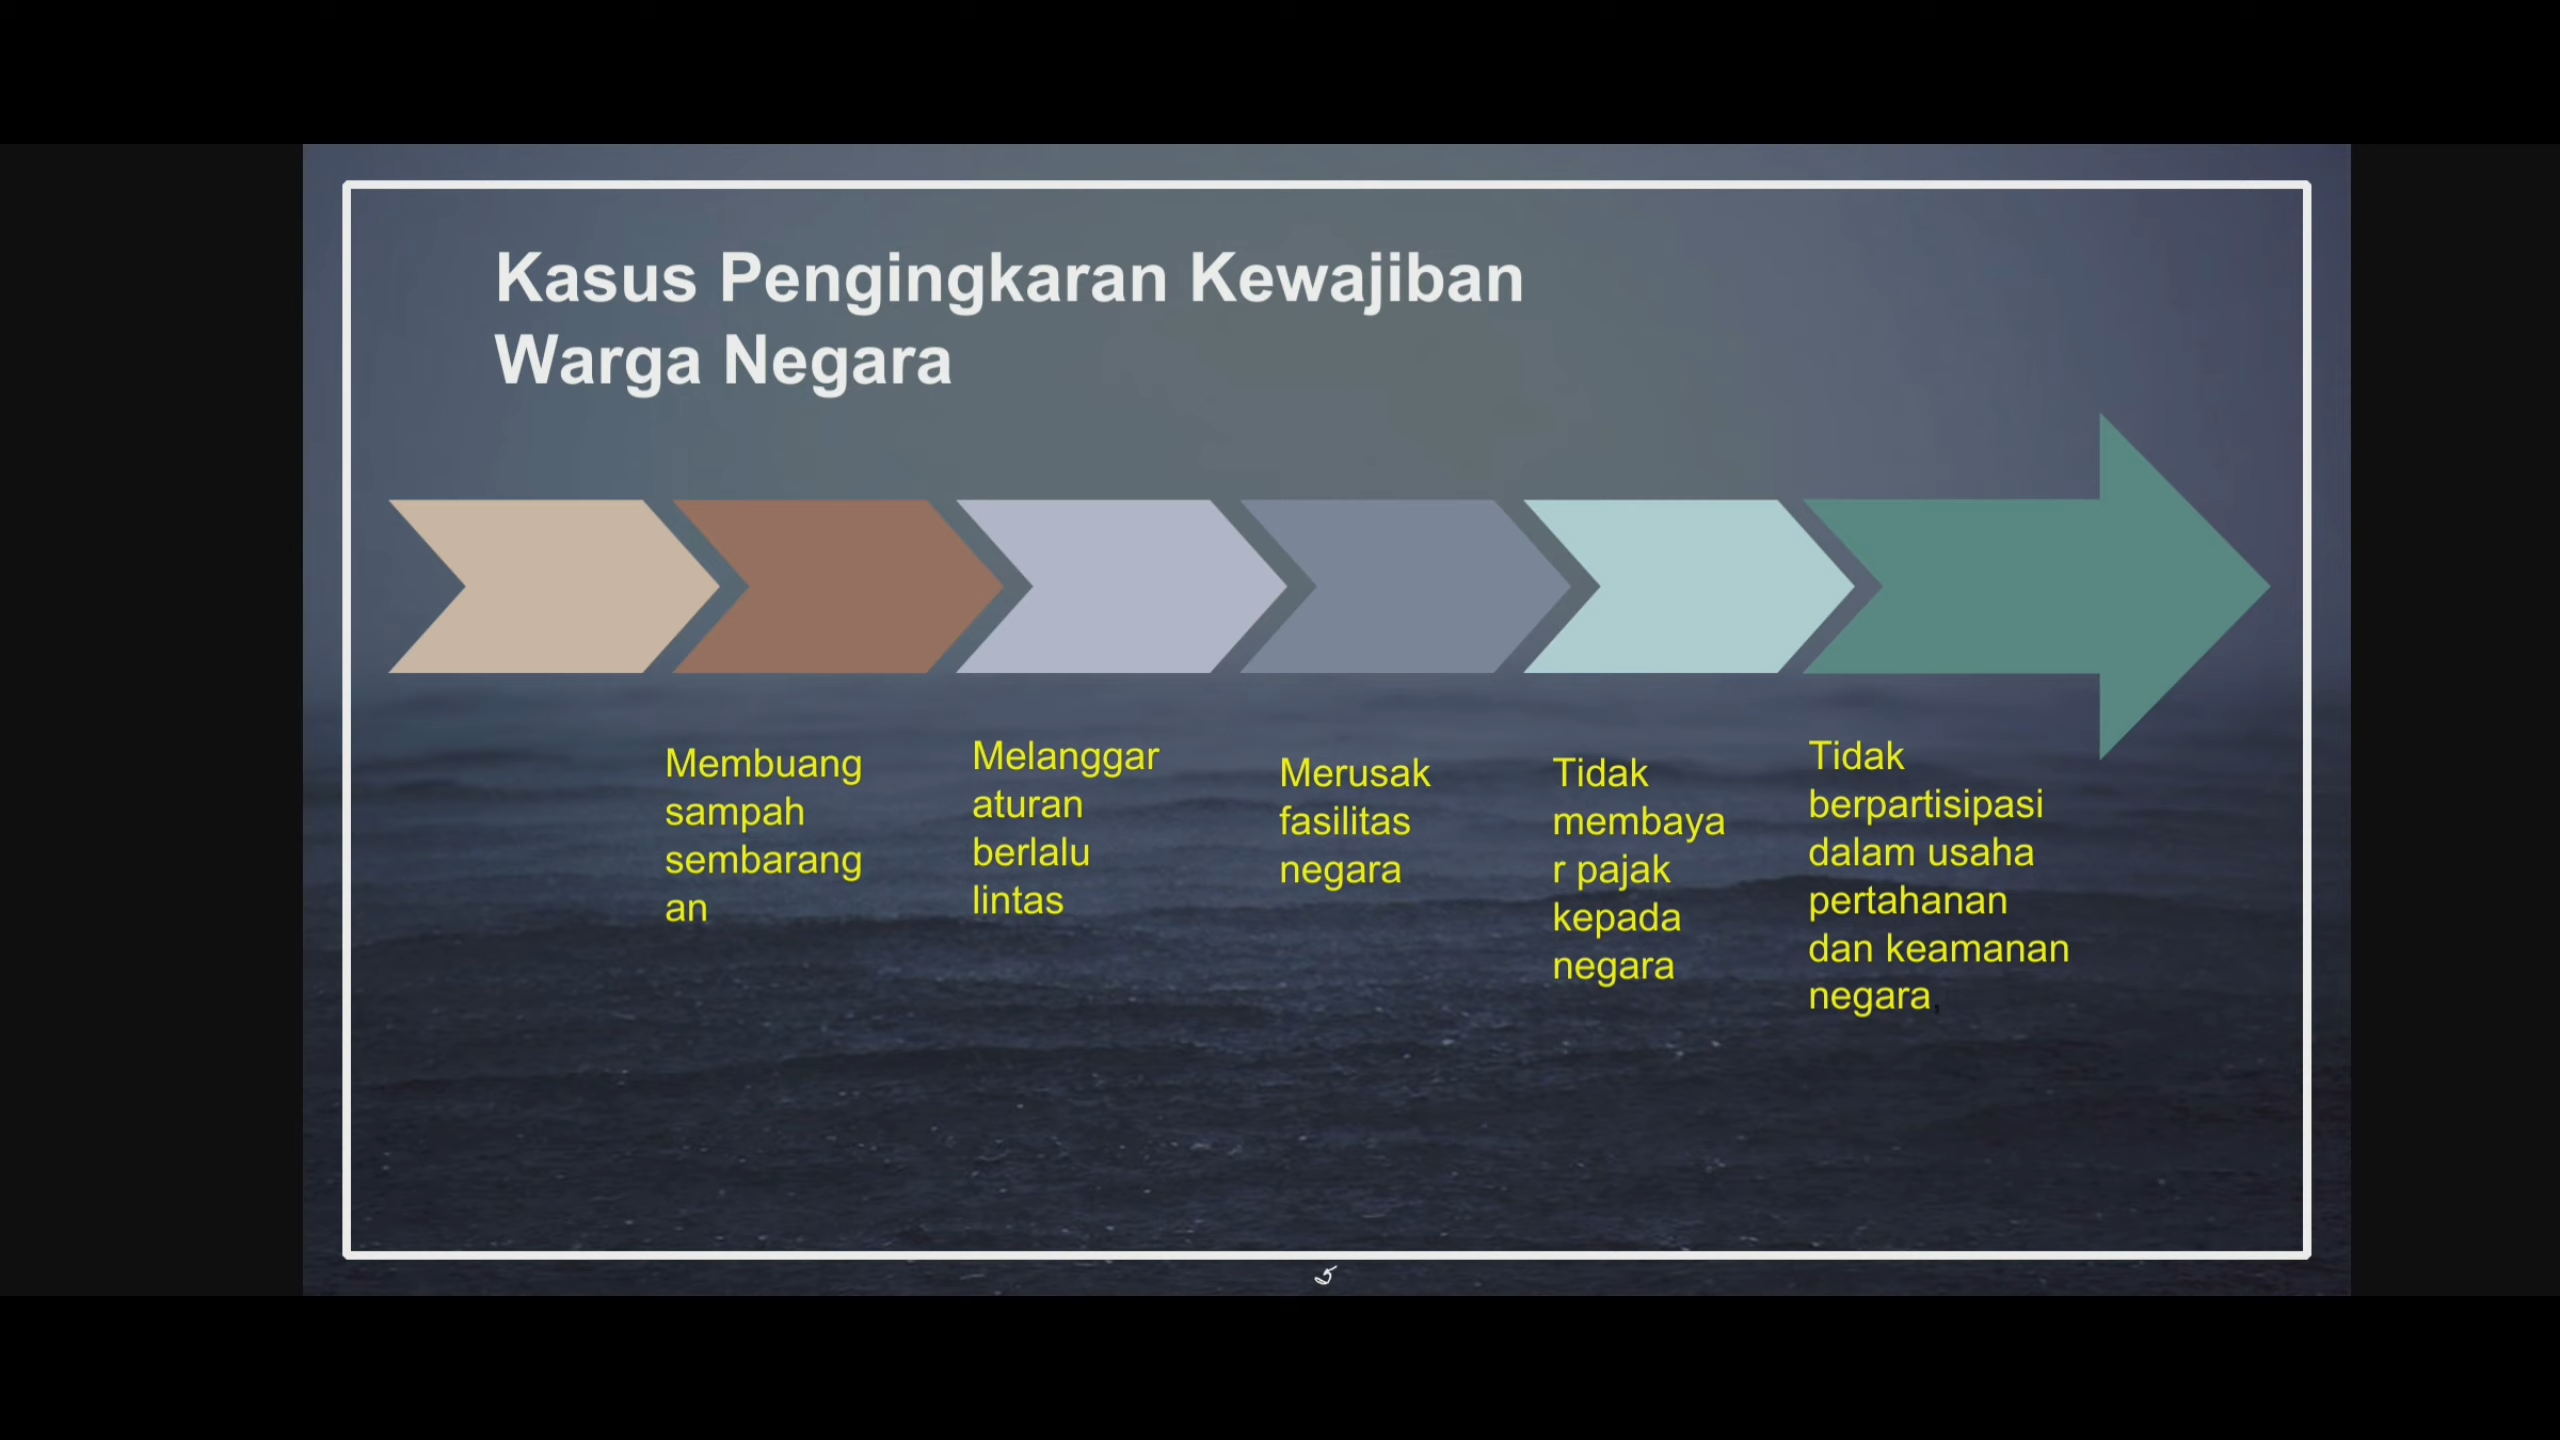 Kasus Pengingkaran Kewajiban
Warga Negara
Membuang
sampah
sembarang
an
Melanggar
aturan
berlalu
lintas
Merusak
fasilitas
negara
Tidak
membaya
r pajak
kepada
negara
Tidak
berpartisipasi
dalam usaha
pertahanan
dan keamanan
negara,